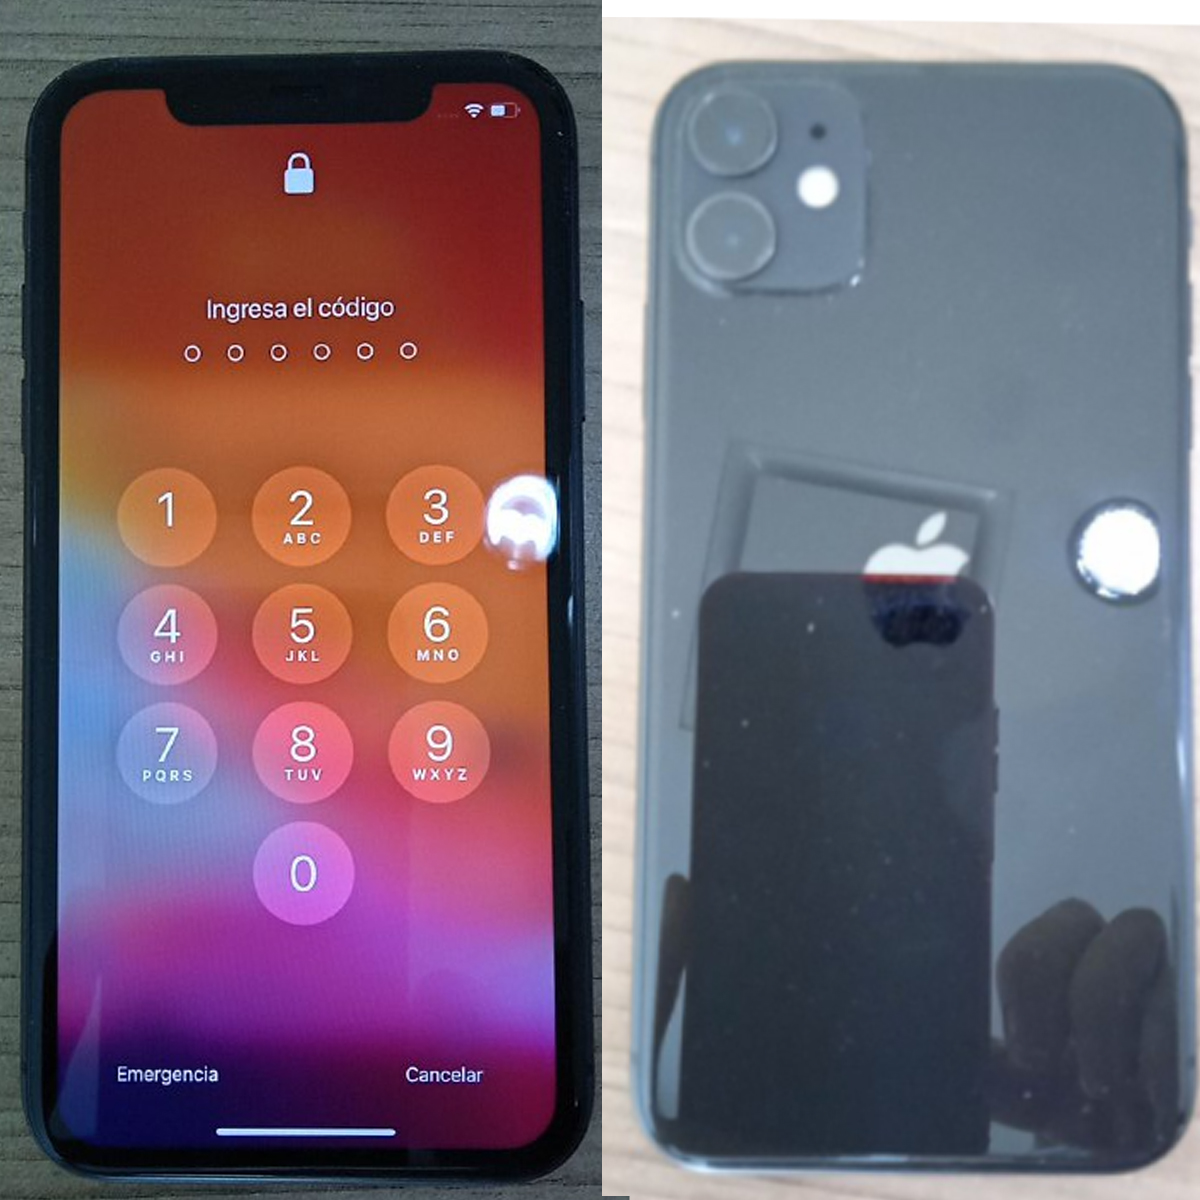 Ingresa el código
1
2
ABC
3
DEF
4
GHI
5
JKL
6
MNO
7
PQRS
8
TUV
9
WXYZ
0
Emergencia
Cancelar